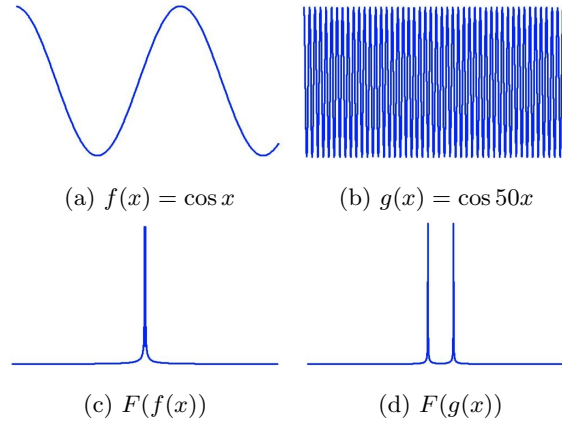 (a) f(x) = cos x
(b) g(x) = cos 50x
(c) F(f(x))
(d) F(g(x))